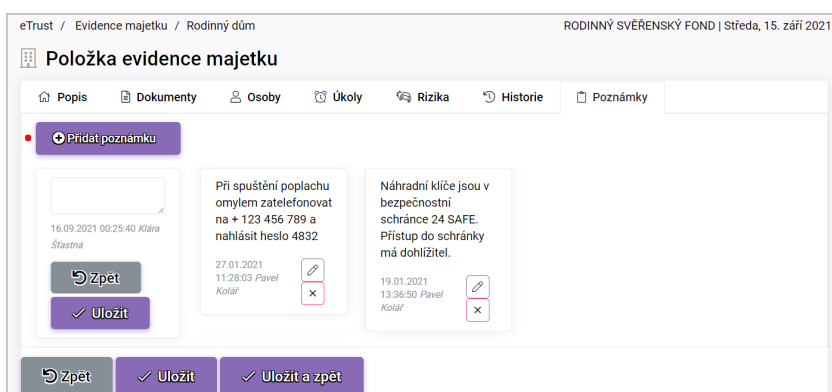 eTrust / Evidence majetku / Rodinný dům
RODINNÝ SVĚŘENSKÝ FOND | Středa, 15. září 2021
Položka evidence majetku
Popis
Dokumenty
Osoby
Úkoly
Rizika
Historie
Poznámky
Přidat poznámku
16.09.2021 00:25:40 Klára
Šťastná
Zpět
Uložit
Při spuštění poplachu
omylem zatelefonovat
na + 123 456 789 a
nahlásit heslo 4832
27.01.2021
11:28:03 Pavel
Kolář
Náhradní klíče jsou v
bezpečnostní
schránce 24 SAFE.
Přístup do schránky
má dohlížitel.
19.01.2021
13:36:50 Pavel
Kolář
Zpět
Uložit
Uložit a zpět